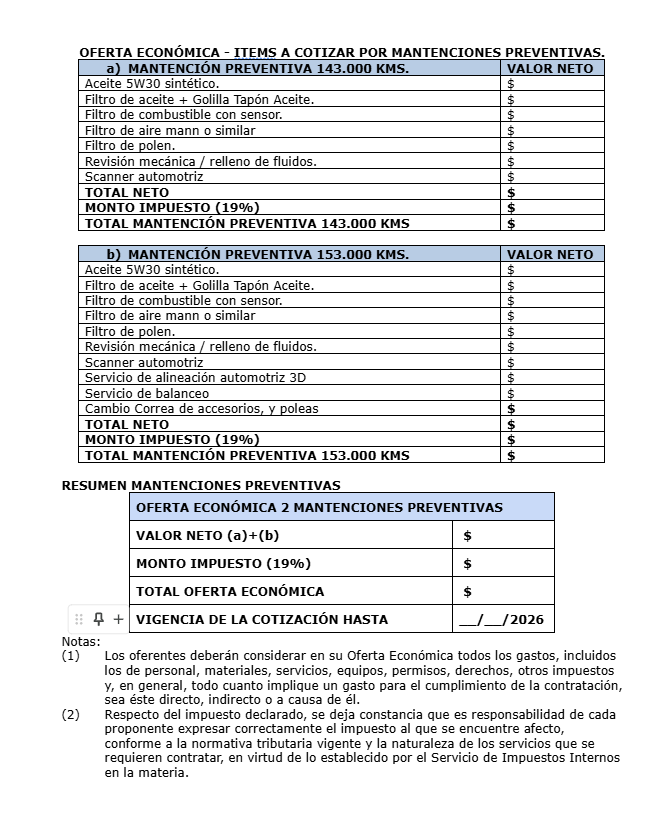 OFERTA ECONÓMICA - ITEMS A COTIZAR POR MANTENCIONES PREVENTIVAS.
a) MANTENCIÓN PREVENTIVA 143.000 KMS. VALOR NETO
Aceite 5W30 sintético. $
Filtro de aceite + Golilla Tapón Aceite. $
Filtro de combustible con sensor. $
Filtro de aire mann o similar $
Filtro de polen. $
Revisión mecánica / relleno de fluidos. $
Scanner automotriz $
TOTAL NETO $
MONTO IMPUESTO (19%) $
TOTAL MANTENCIÓN PREVENTIVA 143.000 KMS $
b) MANTENCIÓN PREVENTIVA 153.000 KMS. VALOR NETO
Aceite 5W30 sintético. $
Filtro de aceite + Golilla Tapón Aceite. $
Filtro de combustible con sensor. $
Filtro de aire mann o similar $
Filtro de polen. $
Revisión mecánica / relleno de fluidos. $
Scanner automotriz $
Servicio de alineación automotriz 3D $
Servicio de balanceo $
Cambio Correa de accesorios, y poleas $
TOTAL NETO $
MONTO IMPUESTO (19%) $
TOTAL MANTENCIÓN PREVENTIVA 153.000 KMS $
RESUMEN MANTENCIONES PREVENTIVAS
OFERTA ECONÓMICA 2 MANTENCIONES PREVENTIVAS
VALOR NETO (a)+(b) $
MONTO IMPUESTO (19%) $
TOTAL OFERTA ECONÓMICA $
VIGENCIA DE LA COTIZACIÓN HASTA __/__/2026
Notas:
(1) Los oferentes deberán considerar en su Oferta Económica todos los gastos, incluidos
los de personal, materiales, servicios, equipos, permisos, derechos, otros impuestos
y, en general, todo cuanto implique un gasto para el cumplimiento de la contratación,
sea éste directo, indirecto o a causa de él.
(2) Respecto del impuesto declarado, se deja constancia que es responsabilidad de cada
proponente expresar correctamente el impuesto al que se encuentre afecto,
conforme a la normativa tributaria vigente y la naturaleza de los servicios que se
requieren contratar, en virtud de lo establecido por el Servicio de Impuestos Internos
en la materia.